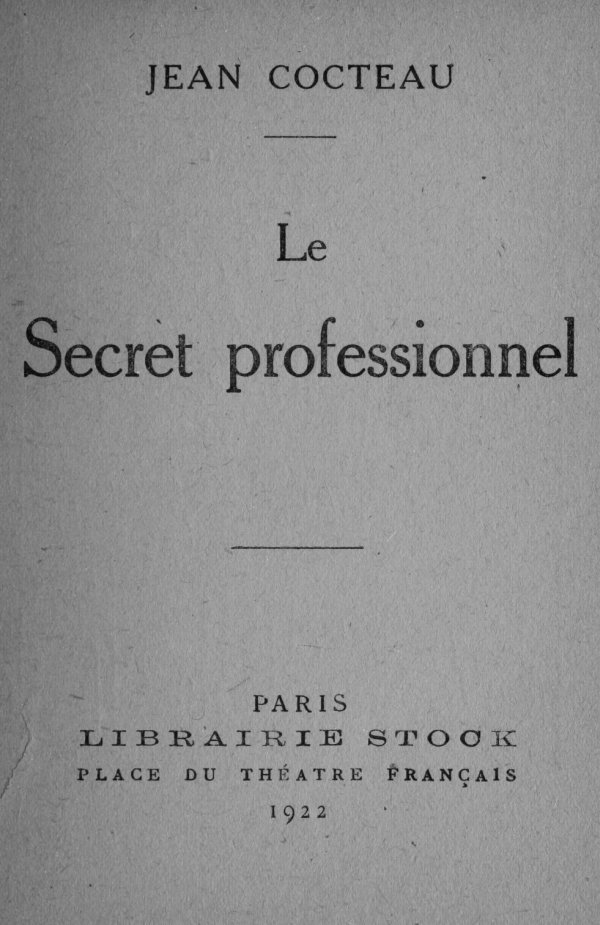 JEAN COCTEAU
Le
Secret professionnel
PARIS
LIBRAIRIE STOCK
PLACE DU THÉATRE FRANÇAIS
1922